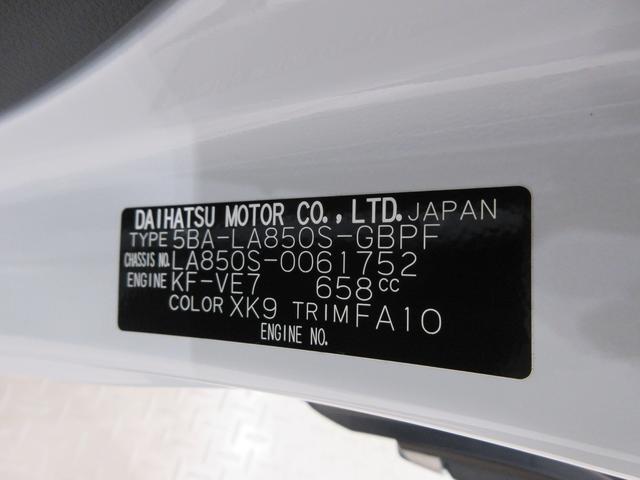 DAIHATSU MOTOR CO.,LTD. JAPAN
TYPE 5BA-LA850S-GBPF
CHASSIS NO. LA850S-0061752
ENGINE KF-VE7 658cc
COLOR XK9 TRIM FA10
ENGINE NO.